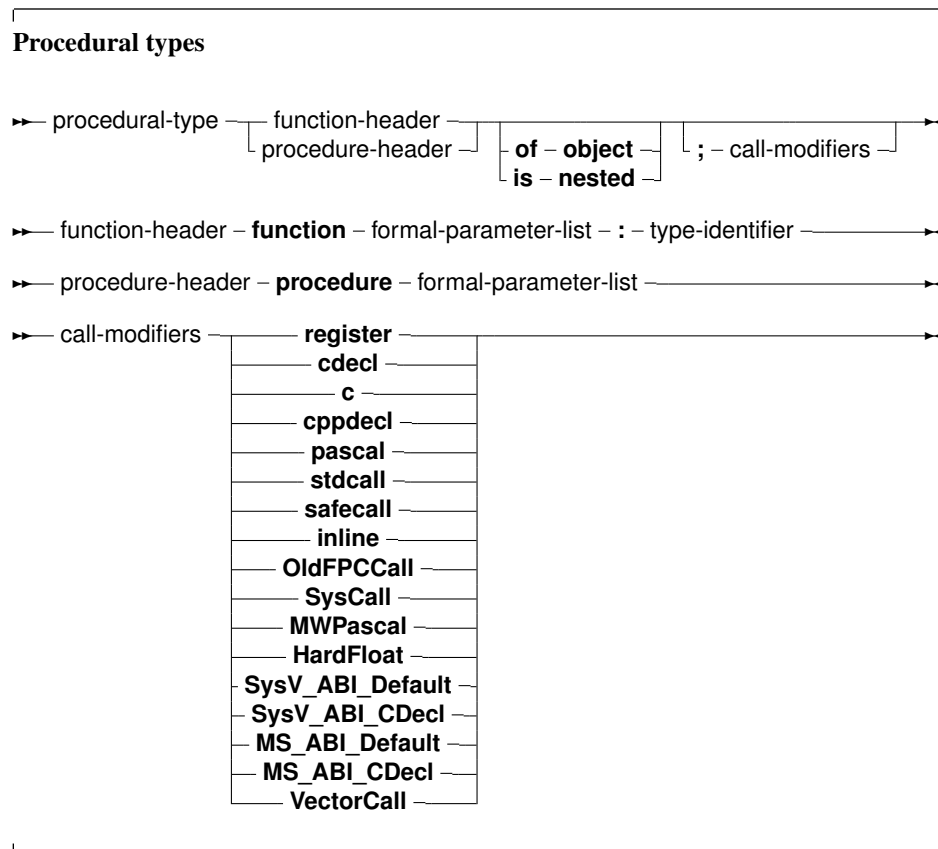 Procedural types
procedural-type function-header
procedure-header of object ; call-modifiers
is nested
function-header function formal-parameter-list : type-identifier
procedure-header procedure formal-parameter-list
call-modifiers register
cdecl
c
cppdecl
pascal
stdcall
safecall
inline
OldFPCCall
SysCall
MWPascal
HardFloat
SysV_ABI_Default
SysV_ABI_CDecl
MS_ABI_Default
MS_ABI_CDecl
VectorCall